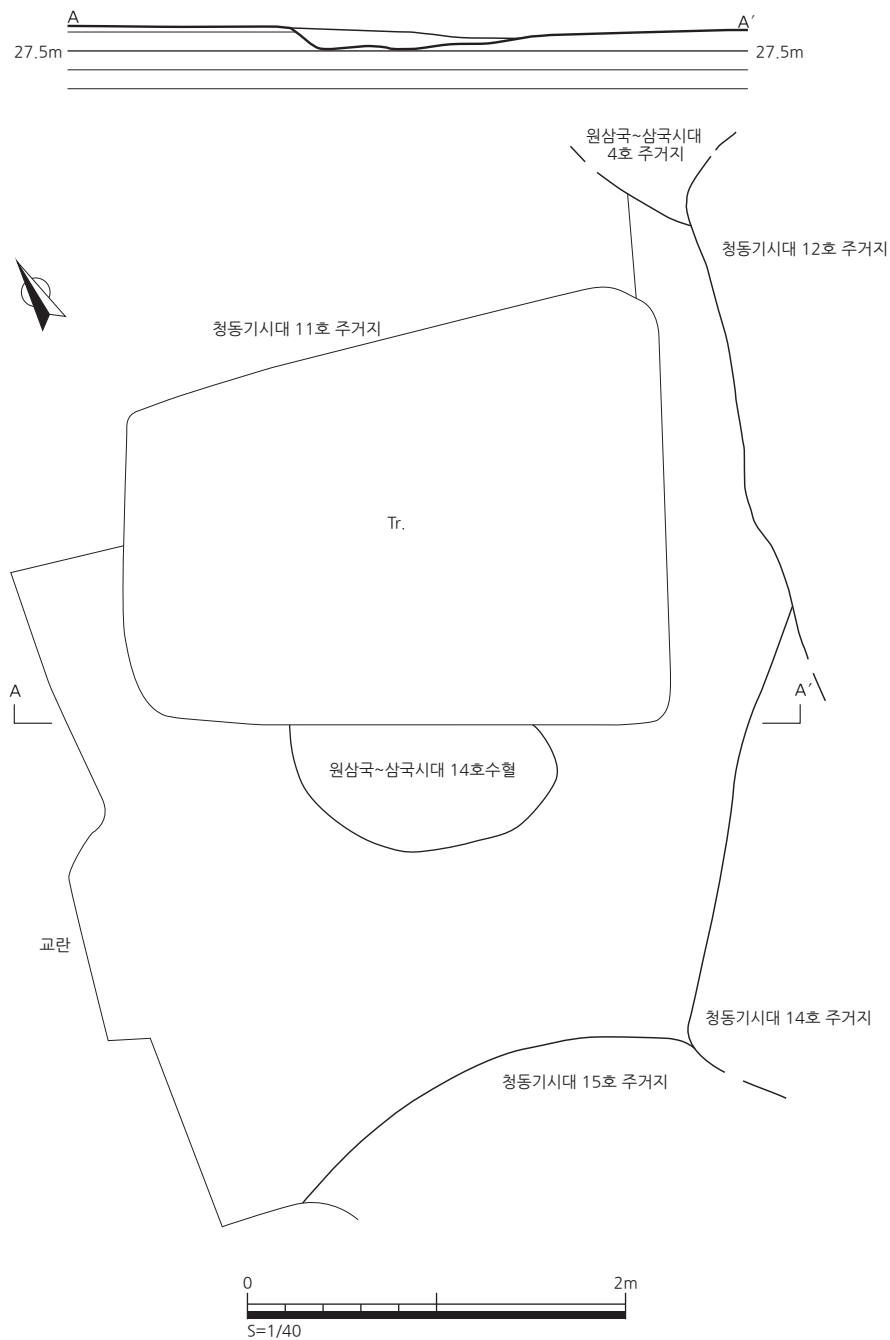 A
A′
27.5m
27.5m
원삼국~삼국시대
4호 주거지
청동기시대 12호 주거지
청동기시대 11호 주거지
Tr.
A
A′
원삼국~삼국시대 14호수혈
교란
청동기시대 14호 주거지
청동기시대 15호 주거지
0
2m
S=1/40